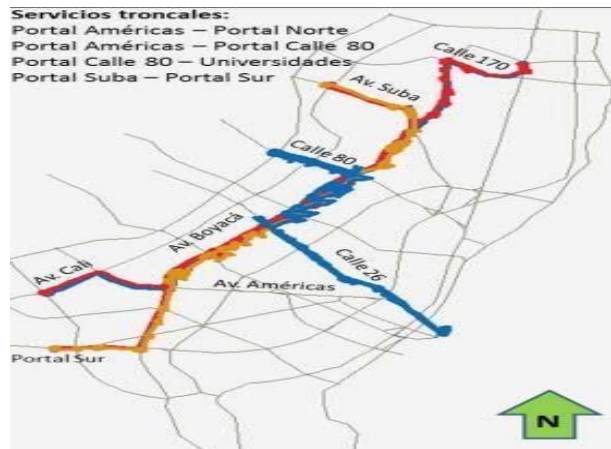 Servicios troncales:
Portal Américas – Portal Norte
Portal Américas – Portal Calle 80
Portal Calle 80 – Universidades
Portal Suba – Portal Sur
Calle 170
Av. Suba
Calle 80
Av. Boyacá
Av. Cali
Calle 26
Av. Américas
Portal Sur
N